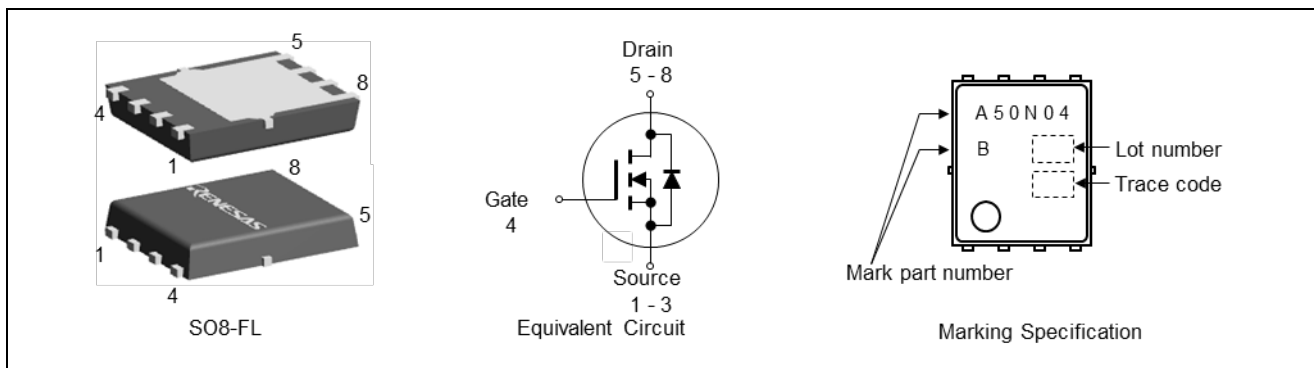 5
8
4
1
8
RENESAS
5
1
4
SO8-FL
Drain
5 - 8
Gate
4
Source
1 - 3
Equivalent Circuit
A50N04
B
Lot number
Trace code
Mark part number
Marking Specification